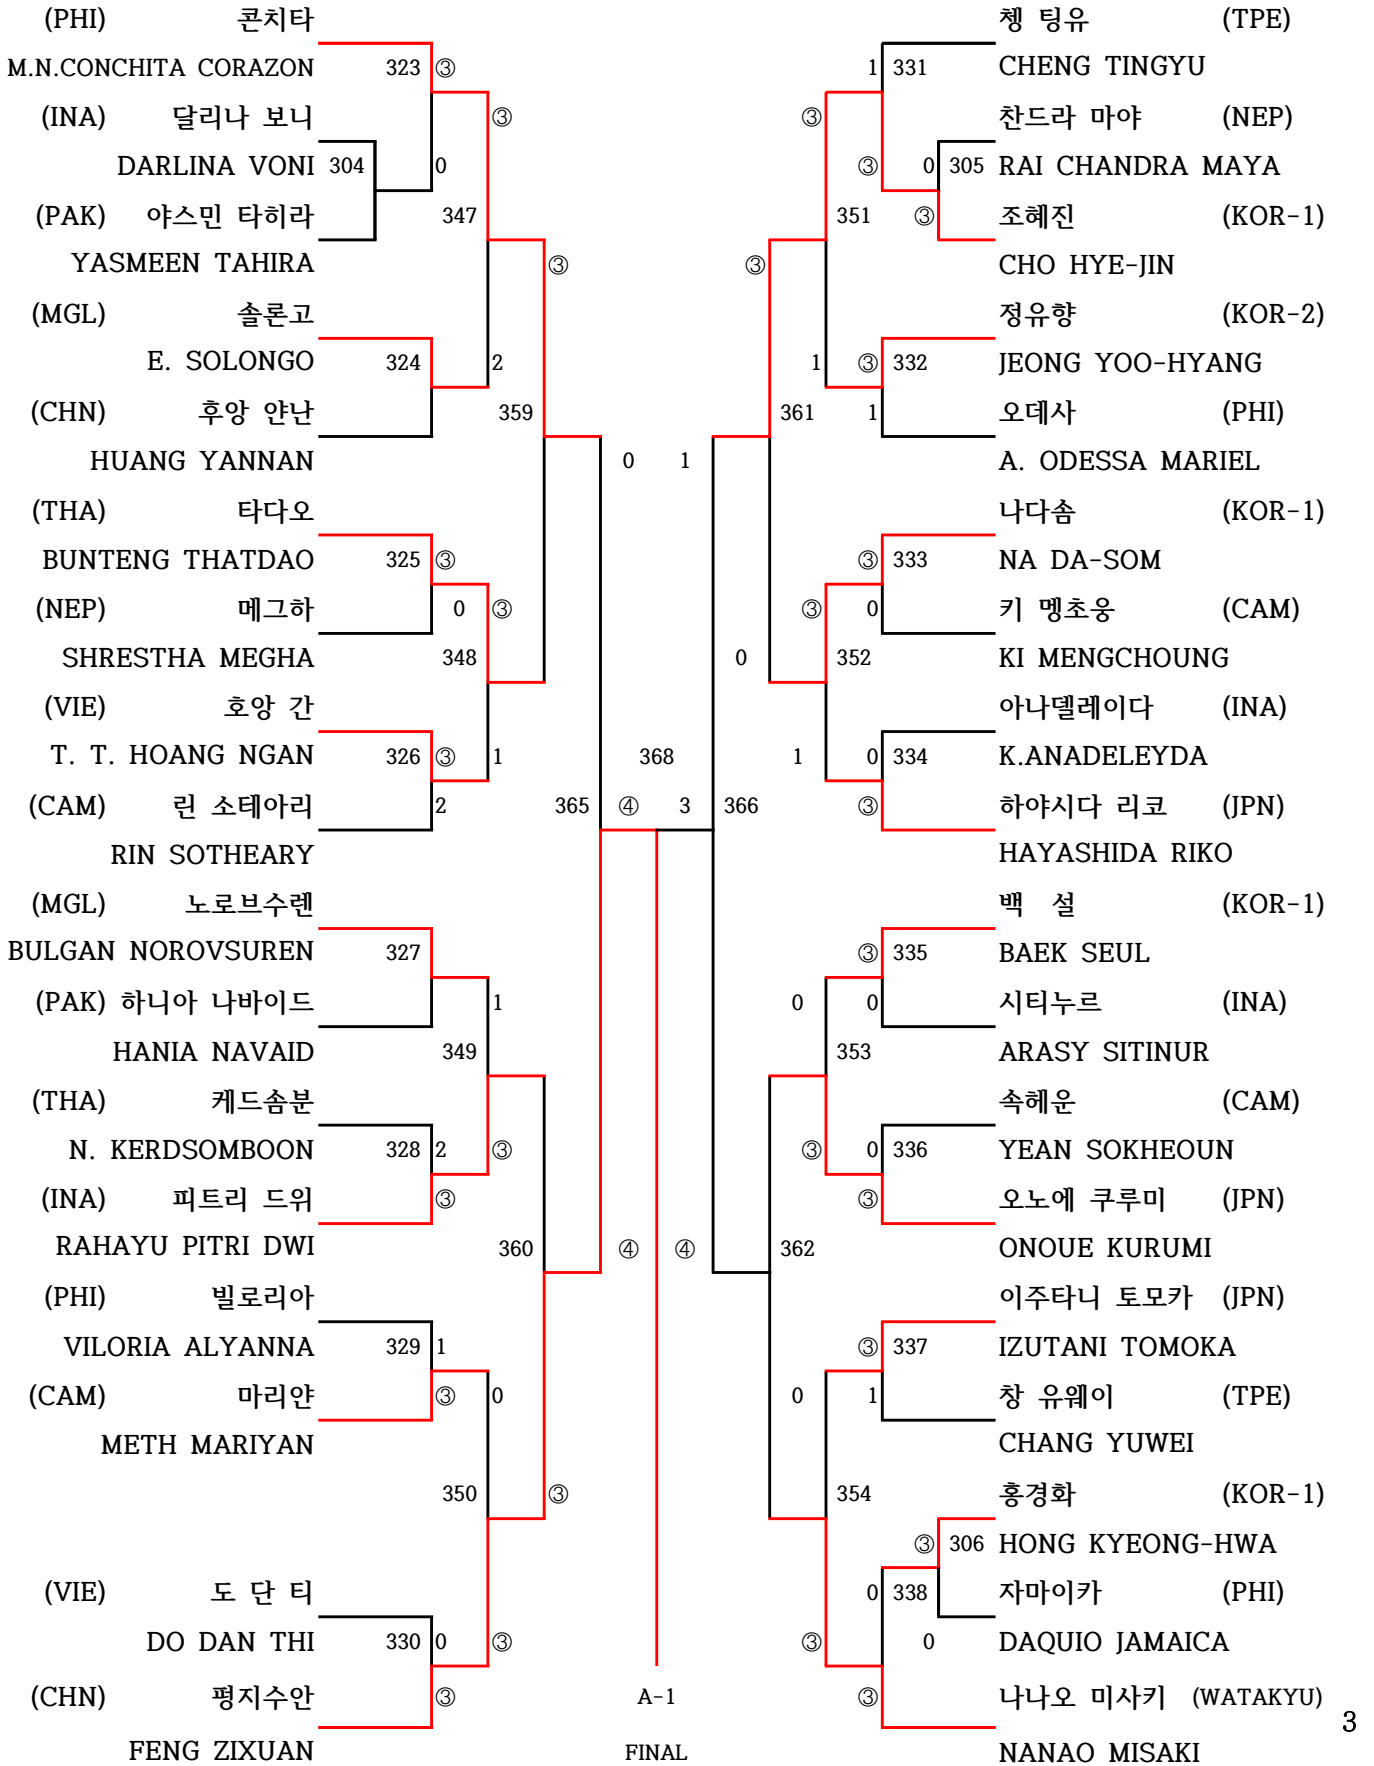 (PHI) 콘치타
M.N.CONCHITA CORAZON 323 ③
(INA) 달리나 보니 ③
DARLINA VONI 304 0
(PAK) 야스민 타히라 347
YASMEEN TAHIRA ③
(MGL) 솔론고
E. SOLONGO 324 2
(CHN) 후앙 얀난 359
HUANG YANNAN 0
(THA) 타다오
BUNTENG THATDAO 325 ③
(NEP) 메그하 0 ③
SHRESTHA MEGHA 348
(VIE) 호앙 간
T. T. HOANG NGAN 326 ③ 1 368
(CAM) 린 소테아리 2 365 ④
RIN SOTHEARY
(MGL) 노로브수렌
BULGAN NOROVSUREN 327
(PAK) 하니아 나바이드 1
HANIA NAVAID 349
(THA) 케드솜분
N. KERDSOMBOON 328 2 ③
(INA) 피트리 드위 ③
RAHAYU PITRI DWI 360 ④
(PHI) 빌로리아
VILORIA ALYANNA 329 1
(CAM) 마리얀 ③ 0
METH MARIYAN
350 ③
(VIE) 도 단 티
DO DAN THI 330 0 ③
(CHN) 펑지수안 ③
FENG ZIXUAN
A-1
FINAL
쳉 팅유 (TPE)
1 331 CHENG TINGYU
③ 찬드라 마야 (NEP)
③ 0 305 RAI CHANDRA MAYA
351 ③ 조혜진 (KOR-1)
③ CHO HYE-JIN
정유향 (KOR-2)
1 ③ 332 JEONG YOO-HYANG
361 1 오데사 (PHI)
1 A. ODESSA MARIEL
나다솜 (KOR-1)
③ 333 NA DA-SOM
③ 0 키 멩초웅 (CAM)
0 352 KI MENGCHOUNG
아나델레이다 (INA)
1 0 334 K.ANADELEYDA
3 366 ③ 하야시다 리코 (JPN)
HAYASHIDA RIKO
백 설 (KOR-1)
③ 335 BAEK SEUL
0 0 시티누르 (INA)
353 ARASY SITINUR
속헤운 (CAM)
③ 0 336 YEAN SOKHEOUN
③ 오노에 쿠루미 (JPN)
④ 362 ONOUE KURUMI
이주타니 토모카 (JPN)
③ 337 IZUTANI TOMOKA
0 1 창 유웨이 (TPE)
CHANG YUWEI
354 홍경화 (KOR-1)
③ 306 HONG KYEONG-HWA
0 338 자마이카 (PHI)
③ 0 DAQUIO JAMAICA
③ 나나오 미사키 (WATAKYU)
NANAO MISAKI
3